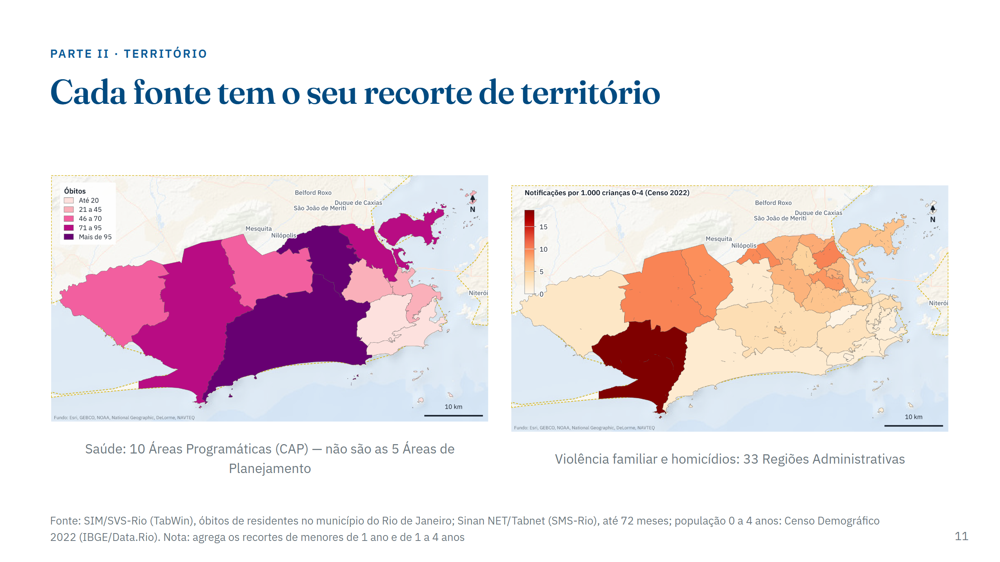 PARTE II · TERRITÓRIO
Cada fonte tem o seu recorte de território
Óbitos
Até 20
21 a 45
46 a 70
71 a 95
Mais de 95
Belford Roxo
Duque de Caxias
São João de Meriti
Mesquita
Nilópolis
Niterói
N
10 km
Fundo: Esri, GEBCO, NOAA, National Geographic, DeLorme, NAVTEQ
Notificações por 1.000 crianças 0-4 (Censo 2022)
15
10
5
0
Belford Roxo
Duque de Caxias
São João de Meriti
Mesquita
Nilópolis
Niterói
N
10 km
Fundo: Esri, GEBCO, NOAA, National Geographic, DeLorme, NAVTEQ
Saúde: 10 Áreas Programáticas (CAP) — não são as 5 Áreas de
Planejamento
Violência familiar e homicídios: 33 Regiões Administrativas
Fonte: SIM/SVS-Rio (TabWin), óbitos de residentes no município do Rio de Janeiro; Sinan NET/Tabnet (SMS-Rio), até 72 meses; população 0 a 4 anos: Censo Demográfico
2022 (IBGE/Data.Rio). Nota: agrega os recortes de menores de 1 ano e de 1 a 4 anos
11